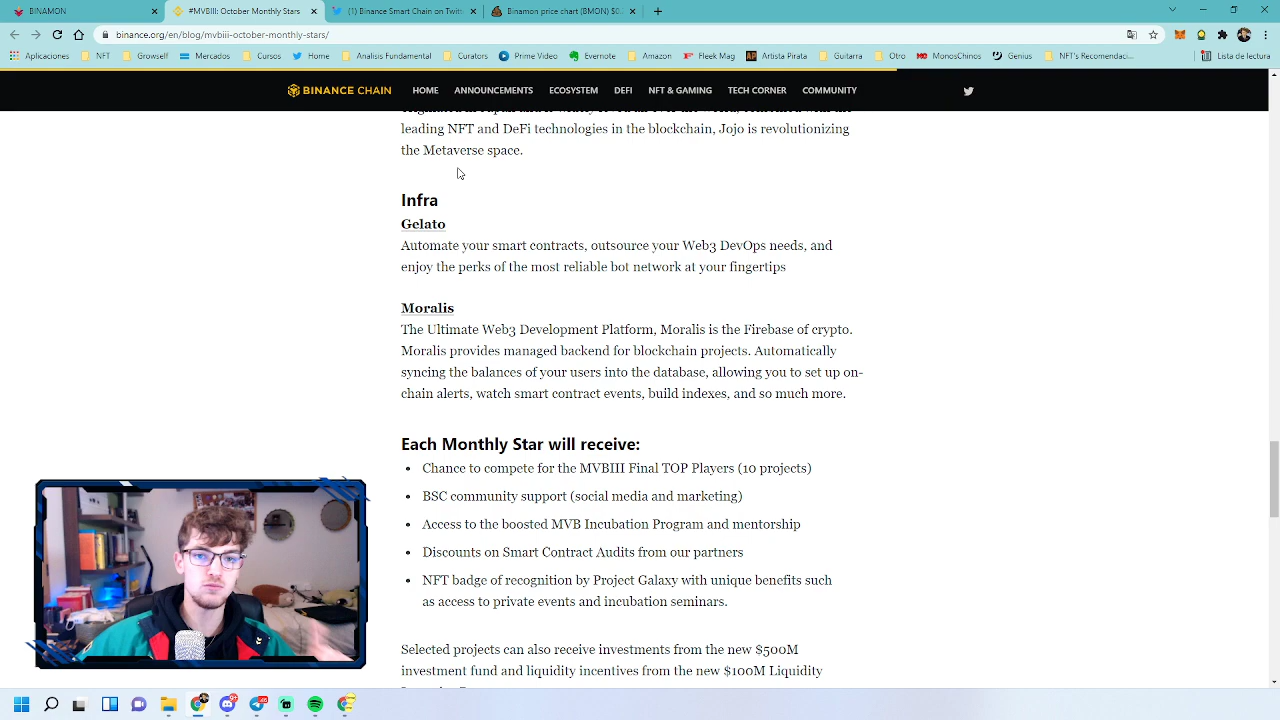 BINAMON
#MVBIII: October Monthly Stars
(1) Binance Smart Chain on Twitt
Binamon price chart (BMON) $0.
binance.org/en/blog/mvbiii-october-monthly-stars/
Aplicaciones
NFT
Growself
Mercados
Cursos
Home
Analisis Fundamental
Curators
Prime Video
Evernote
Amazon
Fleek Mag
Artista Pirata
Guitarra
Otro
MonosChinos
Genius
NFT's Recomendaci...
Lista de lectura
BINANCE CHAIN
HOME
ANNOUNCEMENTS
ECOSYSTEM
DEFI
NFT & GAMING
TECH CORNER
COMMUNITY
leading NFT and DeFi technologies in the blockchain, Jojo is revolutionizing
the Metaverse space.
Infra
Gelato
Automate your smart contracts, outsource your Web3 DevOps needs, and
enjoy the perks of the most reliable bot network at your fingertips
Moralis
The Ultimate Web3 Development Platform, Moralis is the Firebase of crypto.
Moralis provides managed backend for blockchain projects. Automatically
syncing the balances of your users into the database, allowing you to set up on-
chain alerts, watch smart contract events, build indexes, and so much more.
Each Monthly Star will receive:
• Chance to compete for the MVBIII Final TOP Players (10 projects)
• BSC community support (social media and marketing)
• Access to the boosted MVB Incubation Program and mentorship
• Discounts on Smart Contract Audits from our partners
• NFT badge of recognition by Project Galaxy with unique benefits such
as access to private events and incubation seminars.
Selected projects can also receive investments from the new $500M
investment fund and liquidity incentives from the new $100M Liquidity